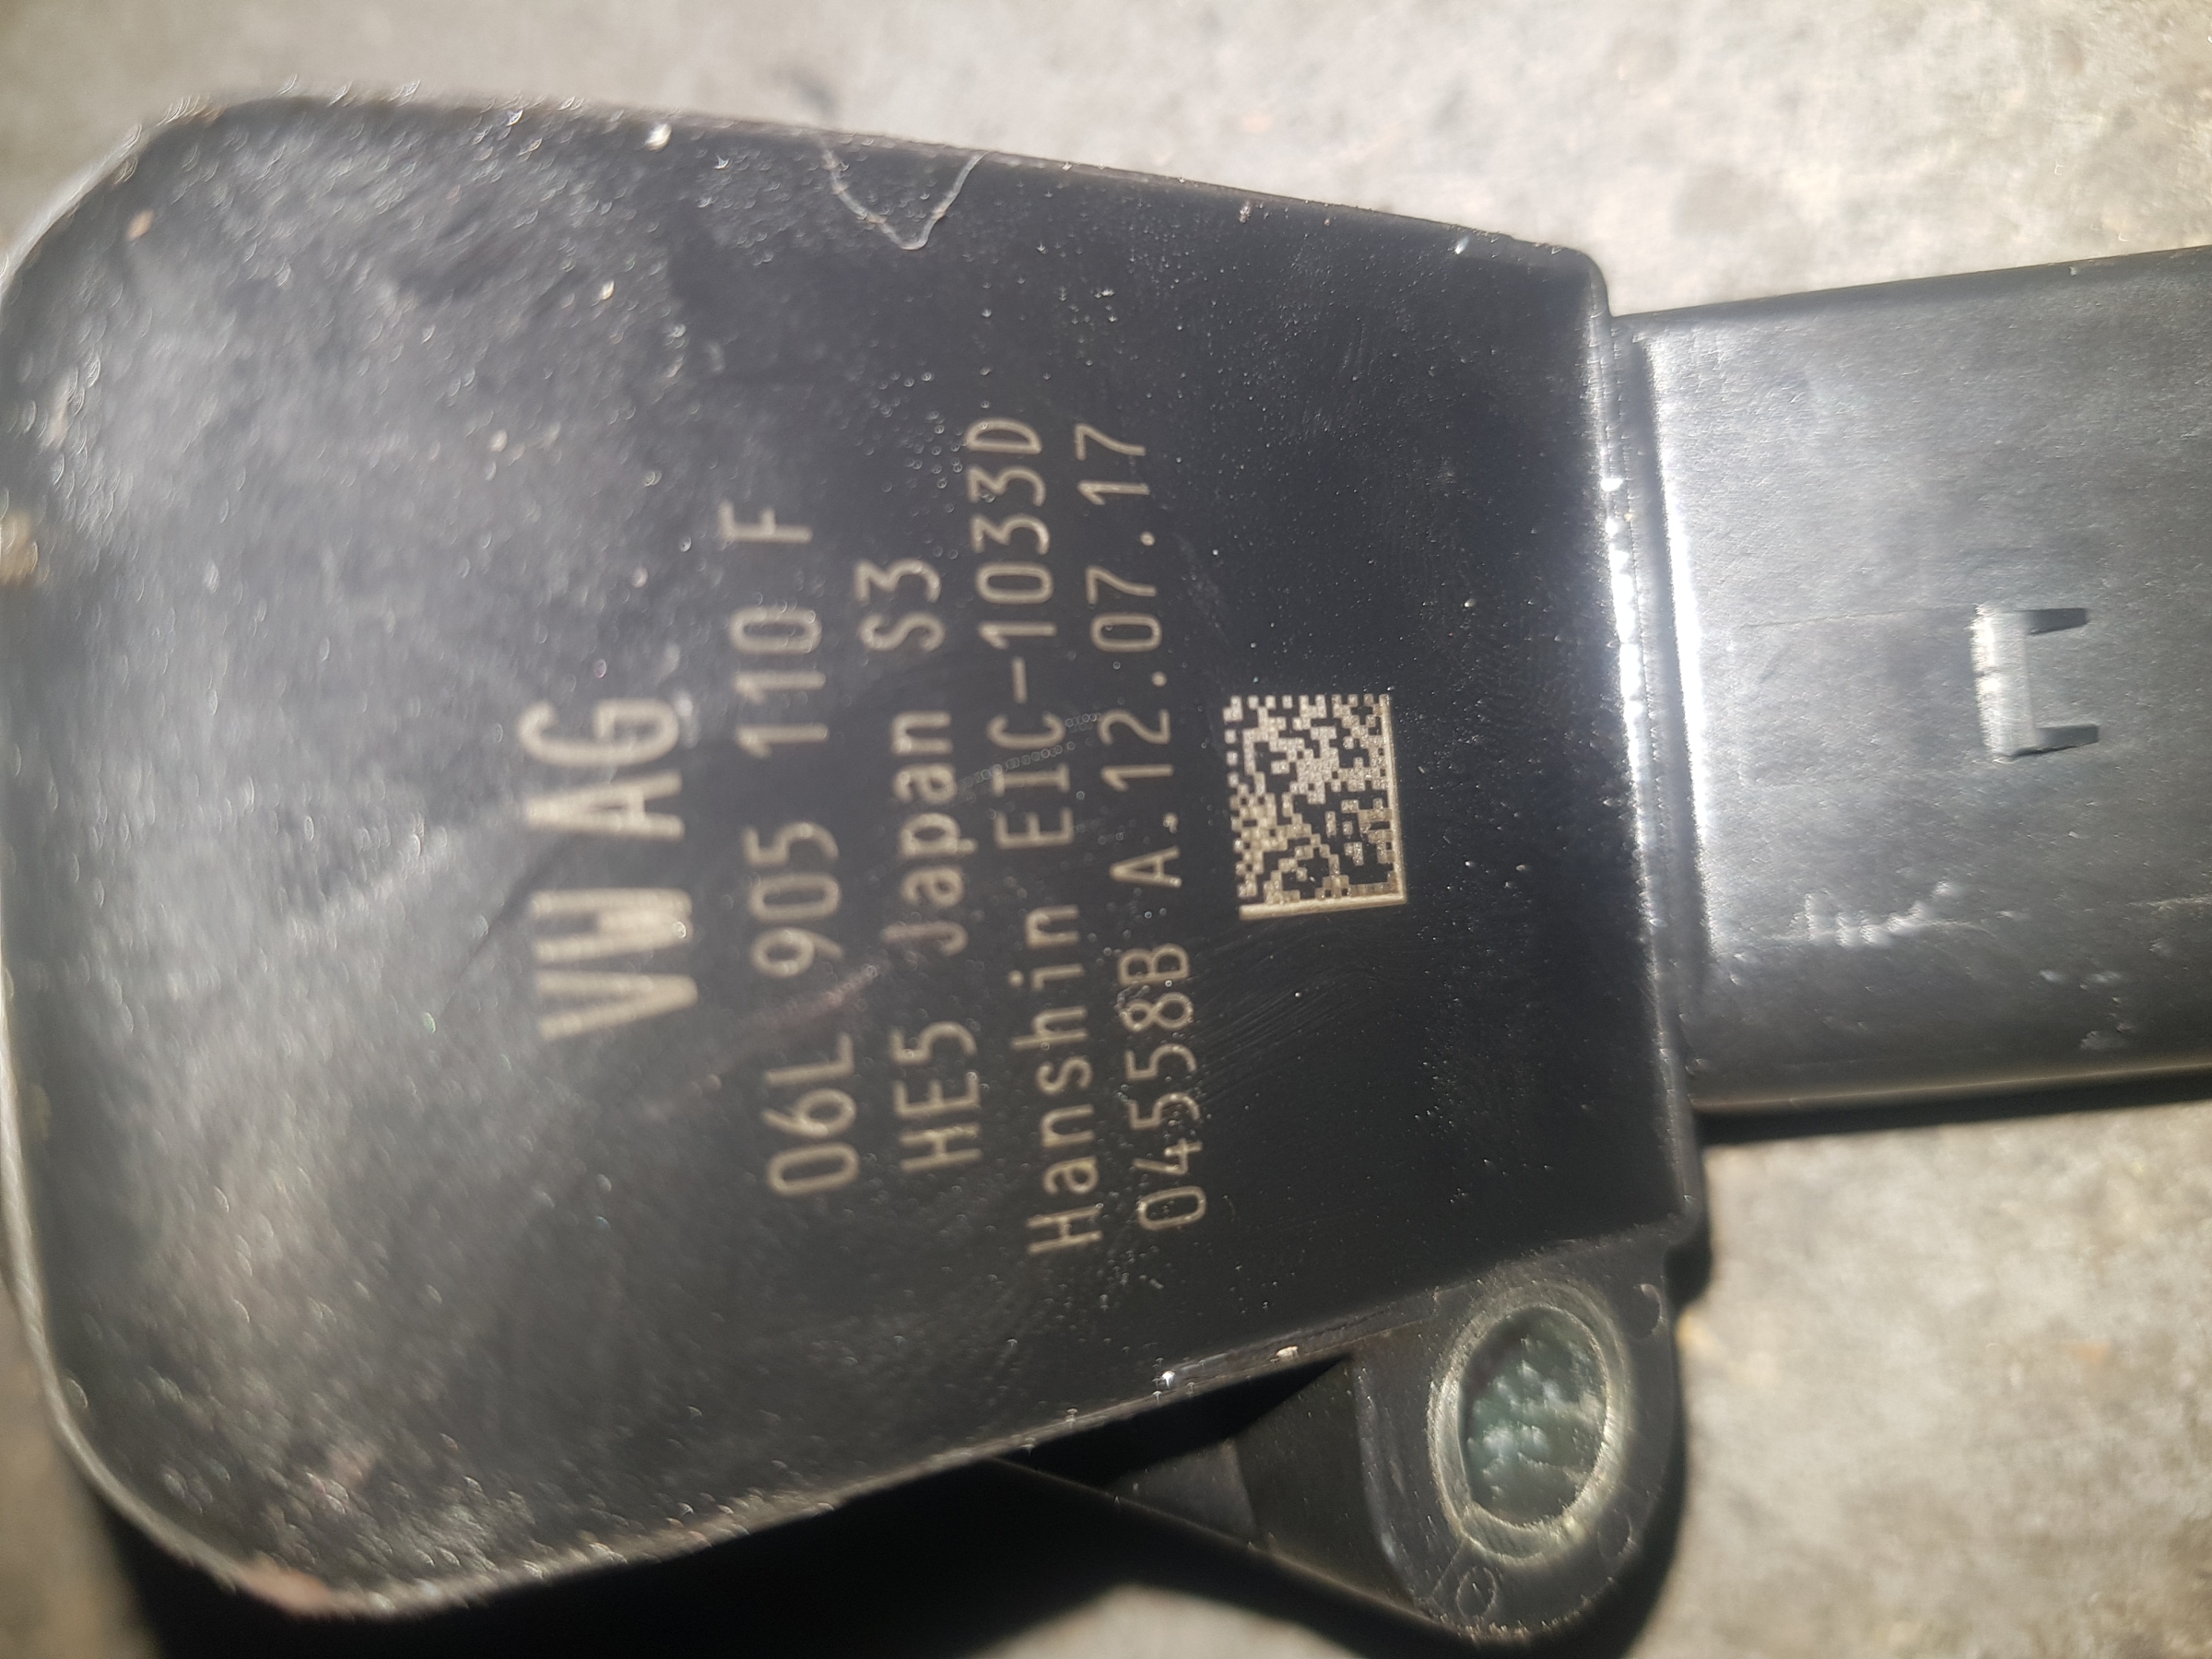 VW AG
06L 905 110 F
HE5 Japan S3
Hanshin EIC-1033D
04558B A.12.07.17